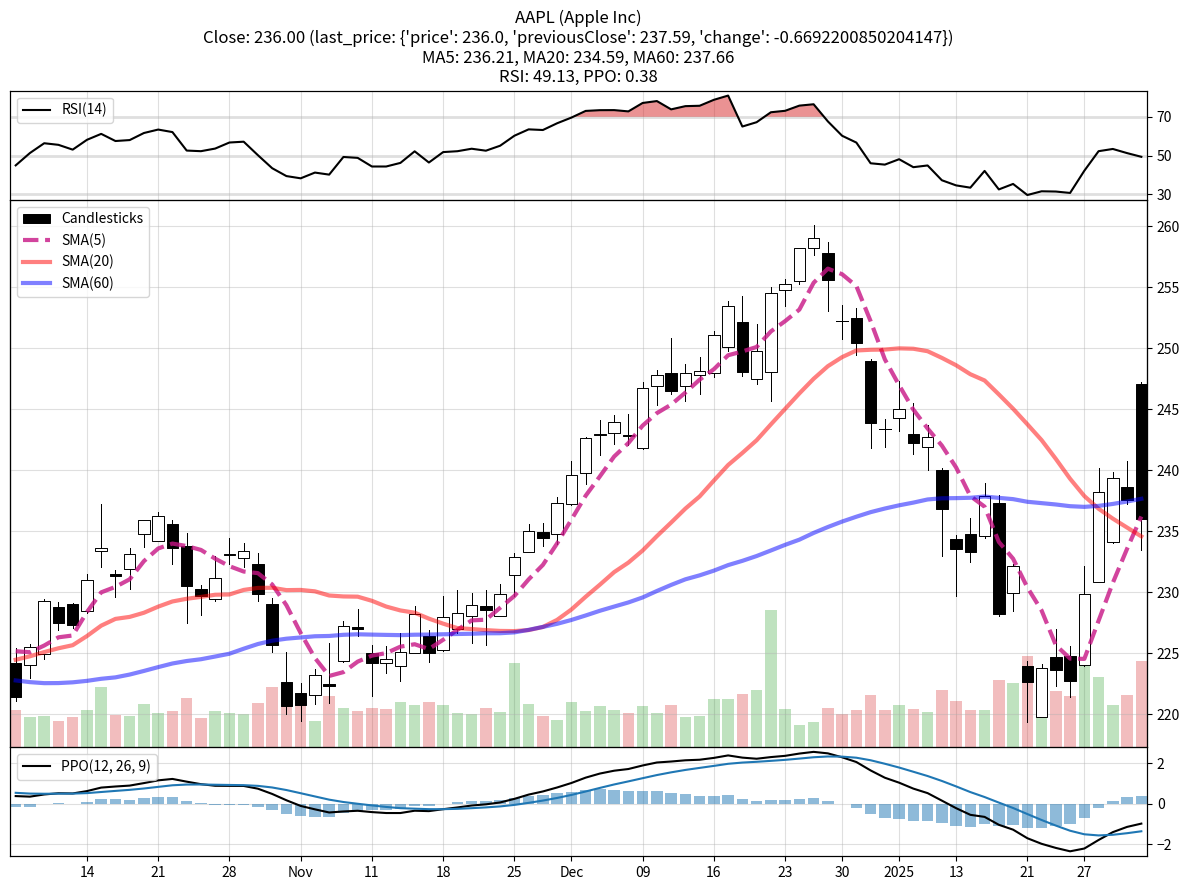 AAPL (Apple Inc)
Close: 236.00 (last_price: {'price': 236.0, 'previousClose': 237.59, 'change': -0.6692200850204147})
MA5: 236.21, MA20: 234.59, MA60: 237.66
RSI: 49.13, PPO: 0.38
RSI(14)
70
50
30
Candlesticks
SMA(5)
SMA(20)
SMA(60)
260
255
250
245
240
235
230
225
220
PPO(12, 26, 9)
2
0
−2
14 21 28 Nov 11 18 25 Dec 09 16 23 30 2025 13 21 27